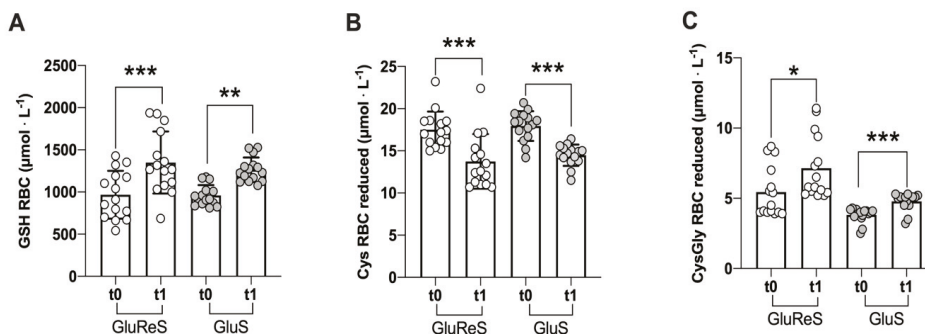 A
GSH RBC (μmol · L⁻¹)
2500
2000
1500
1000
500
0
***
**
t0 t1 t0 t1
GluReS GluS
B
Cys RBC reduced (μmol · L⁻¹)
25
20
15
10
5
0
***
***
t0 t1 t0 t1
GluReS GluS
C
CysGly RBC reduced (μmol · L⁻¹)
15
10
5
0
*
***
t0 t1 t0 t1
GluReS GluS